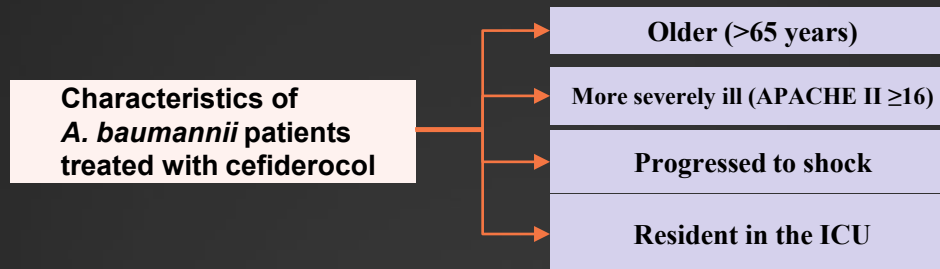 Characteristics of
A. baumannii patients
treated with cefiderocol
Older (>65 years)
More severely ill (APACHE II ≥16)
Progressed to shock
Resident in the ICU